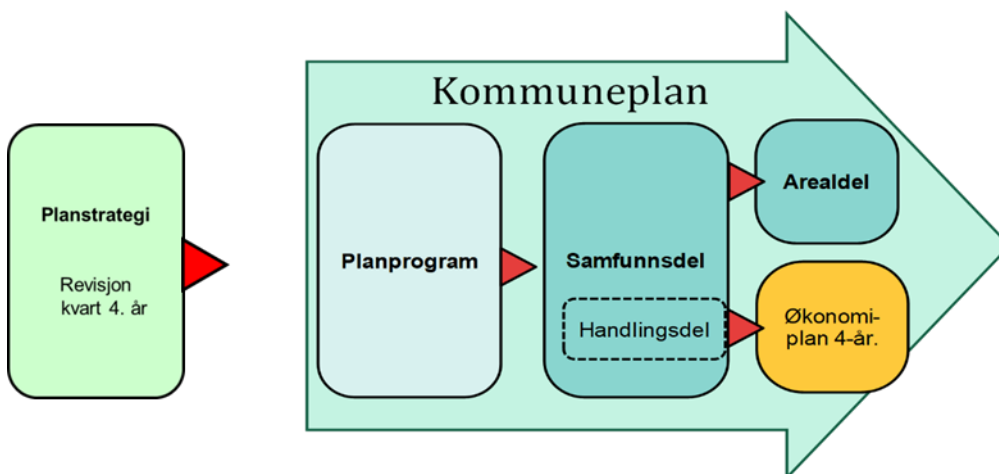 Kommuneplan
Planstrategi
Revisjon
kvart 4. år
Planprogram
Samfunnsdel
Handlingsdel
Arealdel
Økonomi-
plan 4-år.